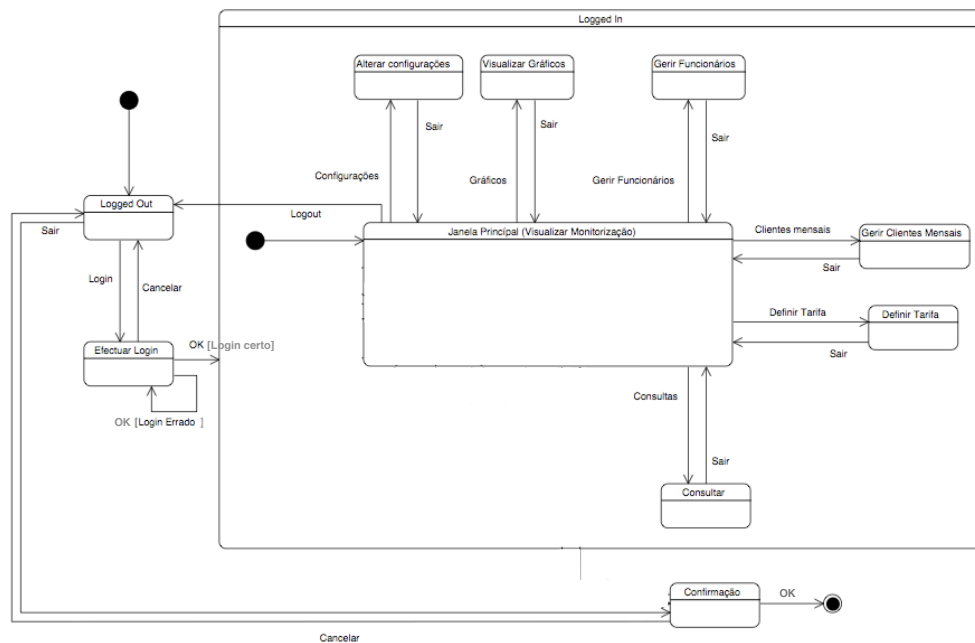 Logged In
Alterar configurações
Visualizar Gráficos
Gerir Funcionários
Sair
Sair
Sair
Configurações
Gráficos
Gerir Funcionários
Logged Out
Logout
Sair
Janela Princípal (Visualizar Monitorização)
Clientes mensais
Gerir Clientes Mensais
Sair
Login
Cancelar
Definir Tarifa
Definir Tarifa
Efectuar Login
OK [Login certo]
Sair
OK [Login Errado ]
Consultas
Sair
Consultar
Confirmação
OK
Cancelar